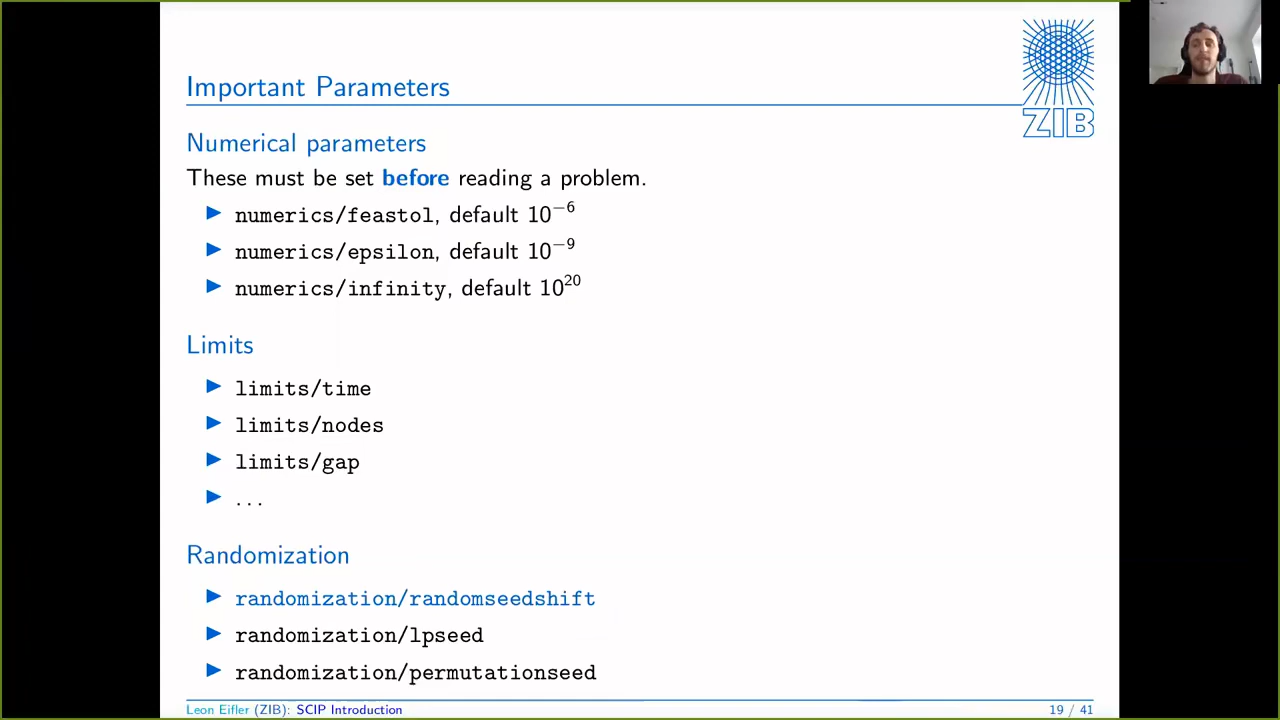 Important Parameters
ZIB
Numerical parameters
These must be set before reading a problem.
▶ numerics/feastol, default 10⁻⁶
▶ numerics/epsilon, default 10⁻⁹
▶ numerics/infinity, default 10²⁰
Limits
▶ limits/time
▶ limits/nodes
▶ limits/gap
▶ ...
Randomization
▶ randomization/randomseedshift
▶ randomization/lpseed
▶ randomization/permutationseed
Leon Eifler (ZIB): SCIP Introduction 19 / 41